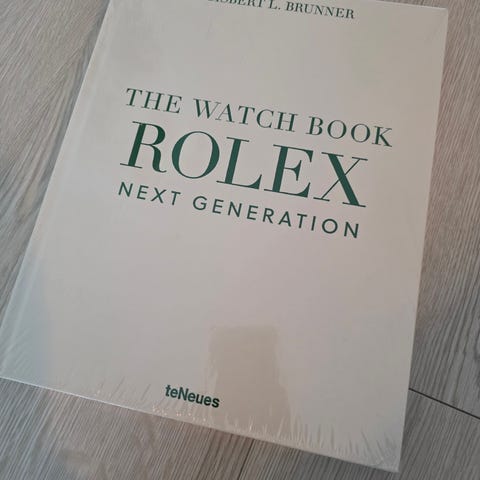 L. BRUNNER
THE WATCH BOOK
ROLEX
NEXT GENERATION
teNeues